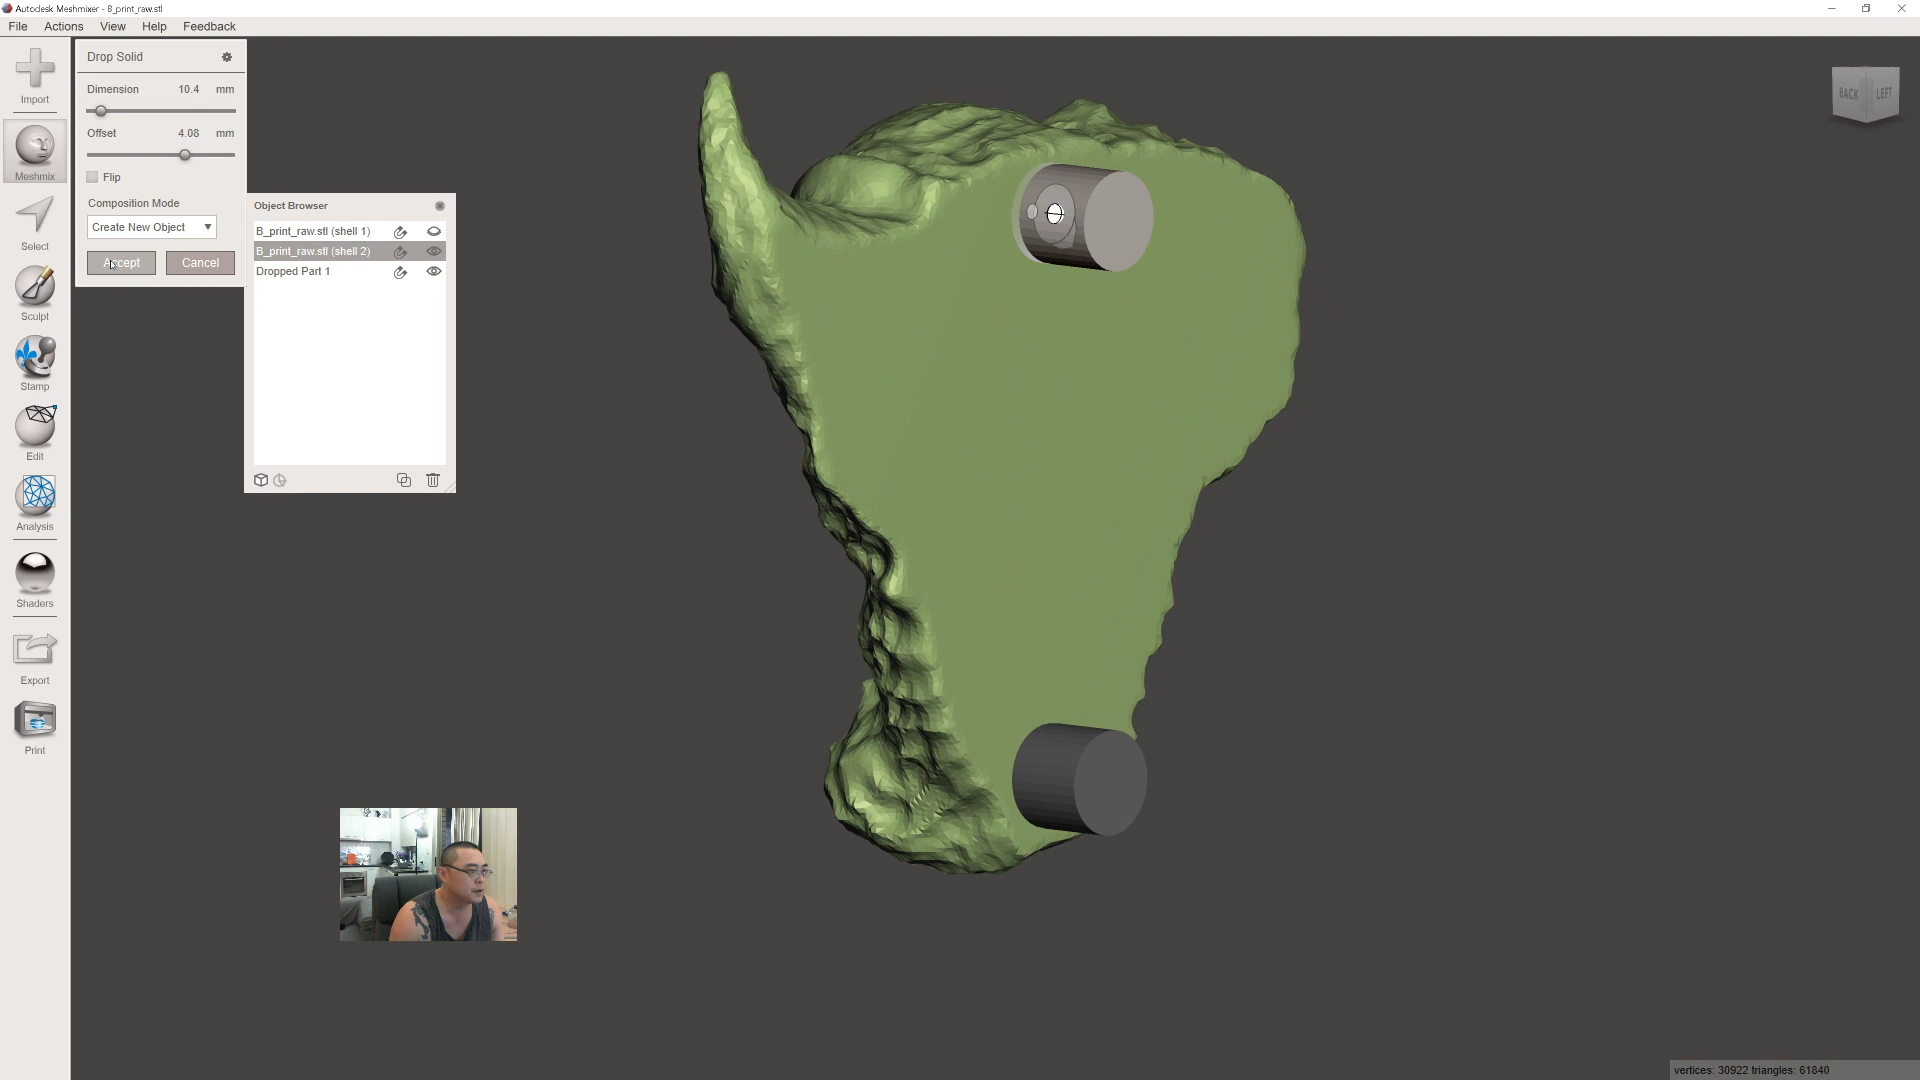 Autodesk Meshmixer - B_print_raw.stl
File Actions View Help Feedback
Import
Meshmix
Select
Sculpt
Stamp
Edit
Analysis
Shaders
Export
Print
Drop Solid
Dimension 10.4 mm
Offset 4.08 mm
Flip
Composition Mode
Create New Object
Accept Cancel
Object Browser
B_print_raw.stl (shell 1)
B_print_raw.stl (shell 2)
Dropped Part 1
BACK LEFT
vertices: 30922 triangles: 61840